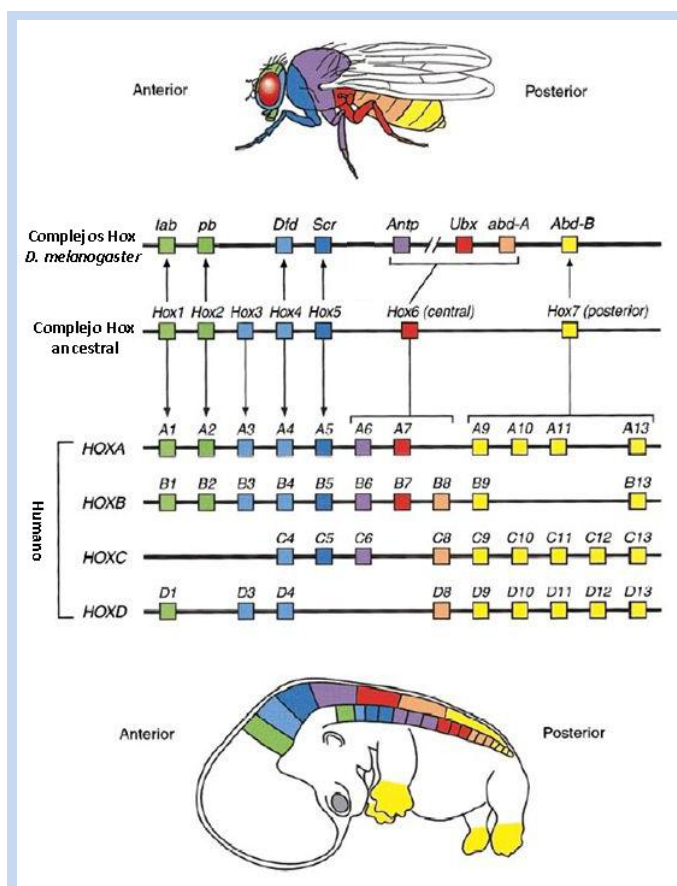 Anterior
Posterior
lab pb Dfd Scr Antp Ubx abd-A Abd-B
Complejos Hox
D. melanogaster
Hox1 Hox2 Hox3 Hox4 Hox5 Hox6 (central) Hox7 (posterior)
Complejo Hox
ancestral
A1 A2 A3 A4 A5 A6 A7 A9 A10 A11 A13
HOXA
B1 B2 B3 B4 B5 B6 B7 B8 B9 B13
HOXB
Humano
C4 C5 C6 C8 C9 C10 C11 C12 C13
HOXC
D1 D3 D4 D8 D9 D10 D11 D12 D13
HOXD
Anterior
Posterior